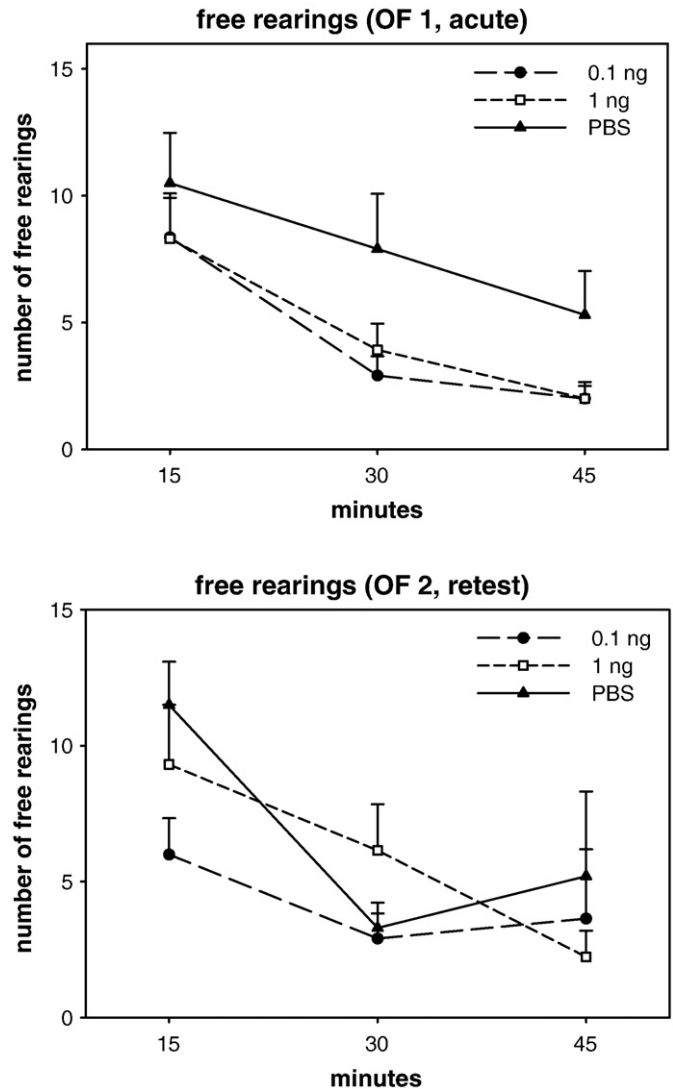 free rearings (OF 1, acute)
15
10
5
0
number of free rearings
0.1 ng
1 ng
PBS
15 30 45
minutes
free rearings (OF 2, retest)
15
10
5
0
number of free rearings
0.1 ng
1 ng
PBS
15 30 45
minutes